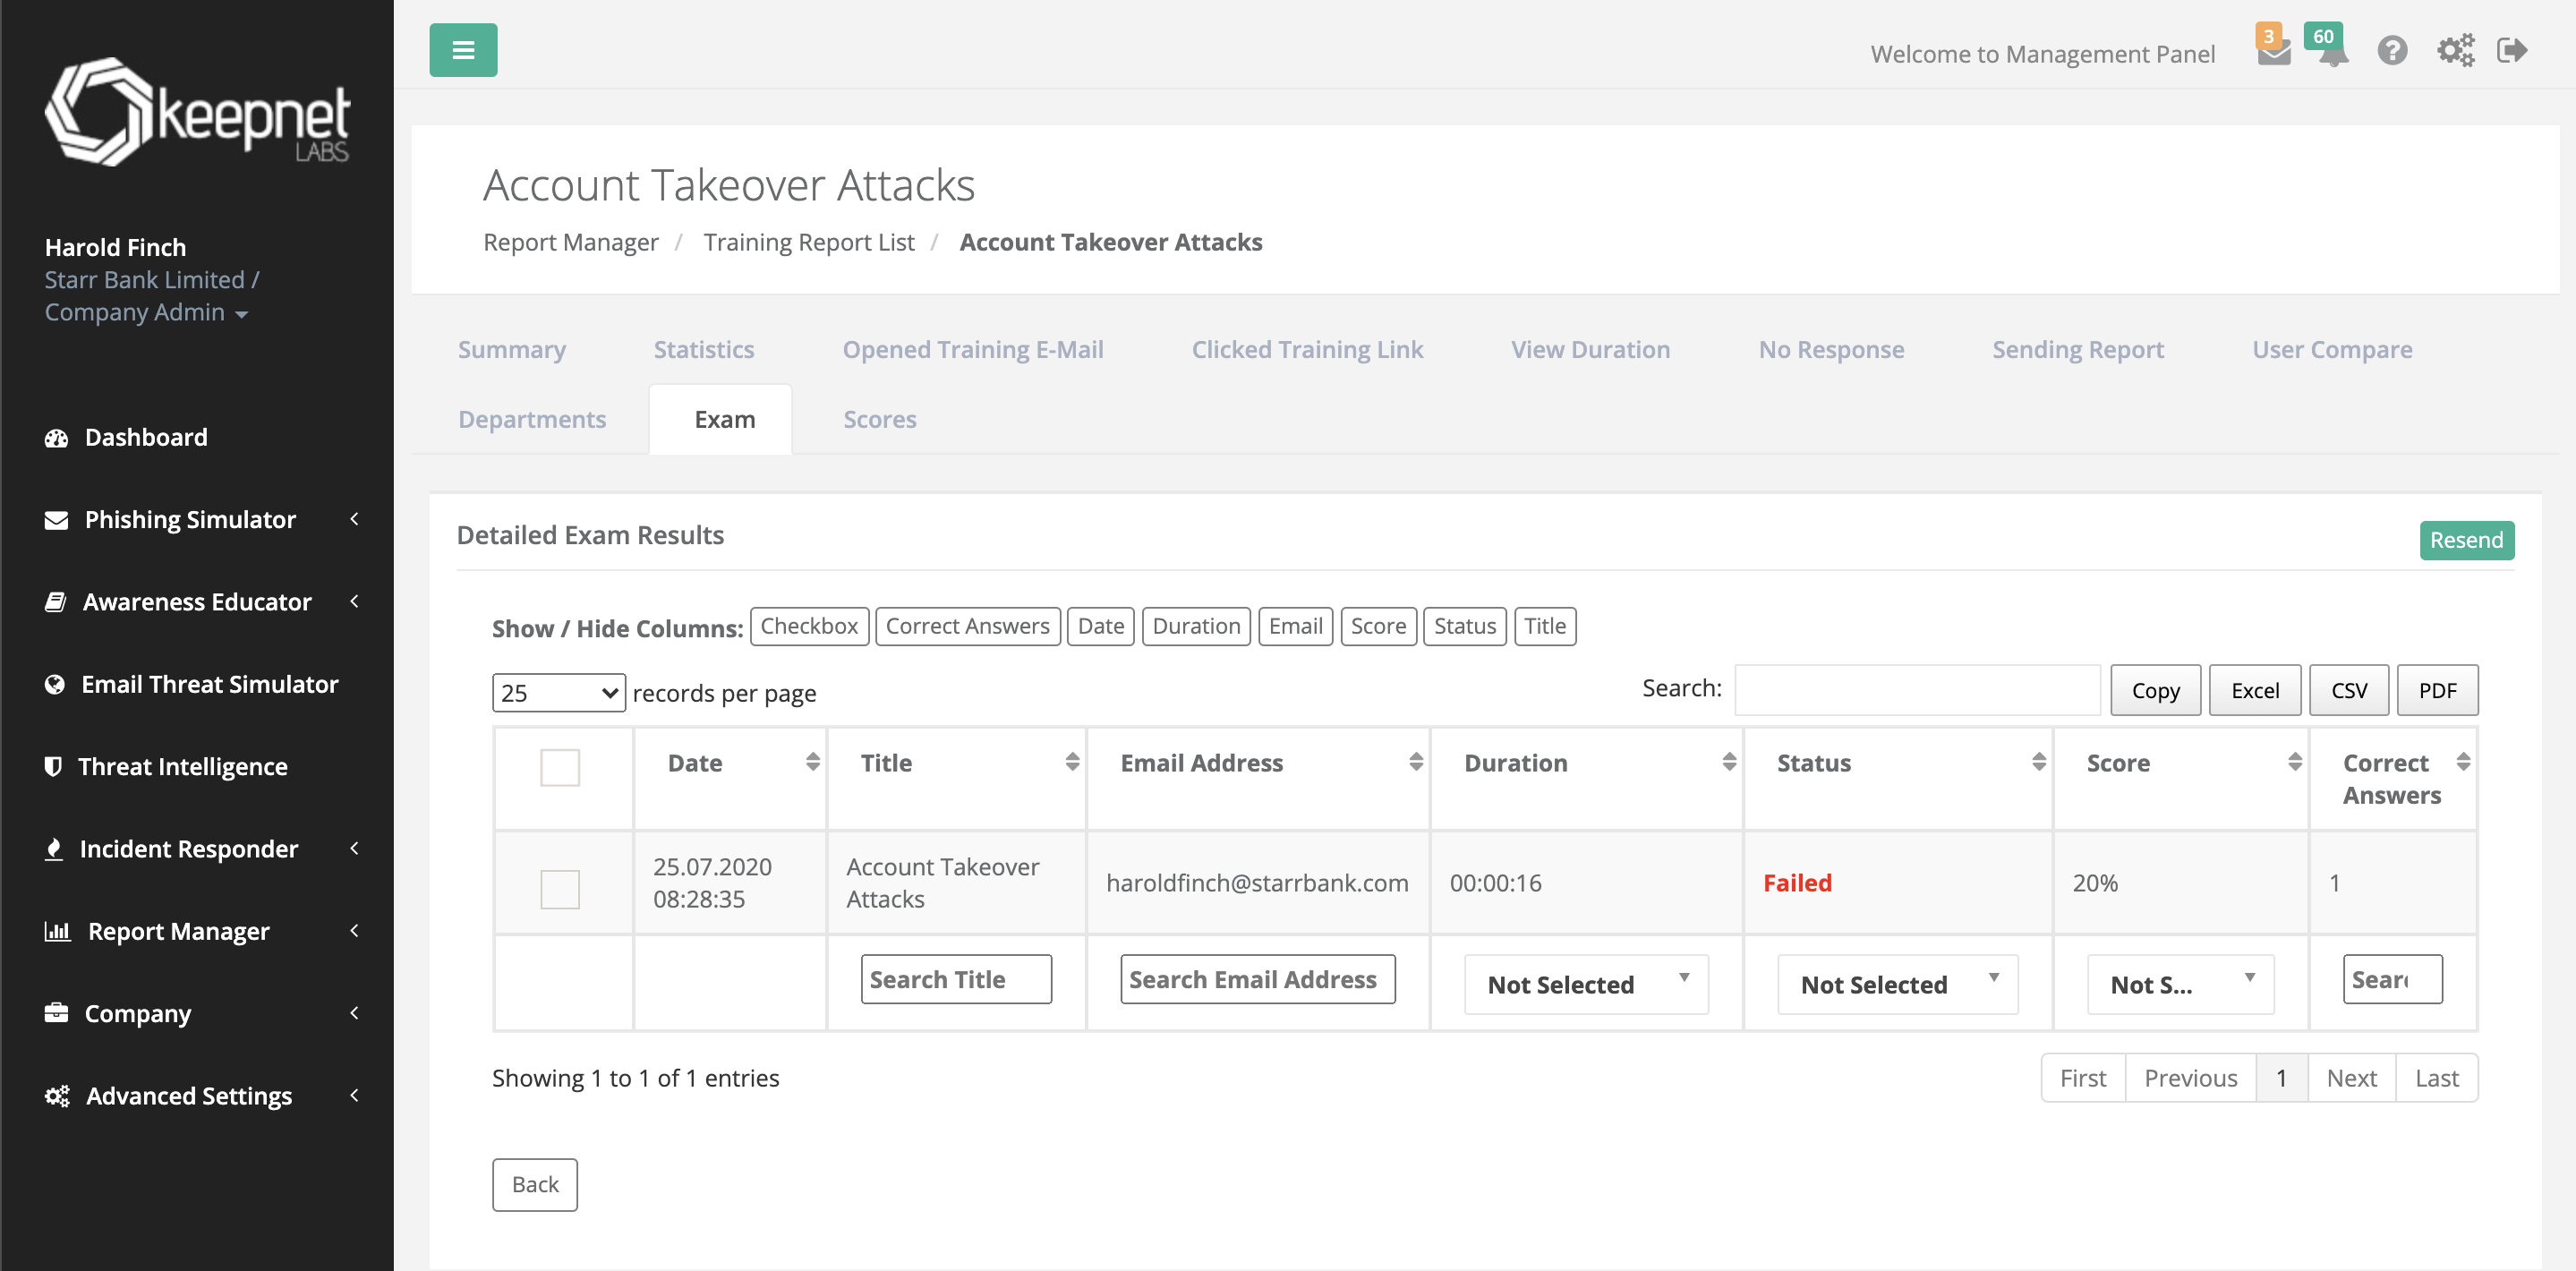 keepnet
LABS
Harold Finch
Starr Bank Limited /
Company Admin
Dashboard
Phishing Simulator
Awareness Educator
Email Threat Simulator
Threat Intelligence
Incident Responder
Report Manager
Company
Advanced Settings
Welcome to Management Panel
3
60
Account Takeover Attacks
Report Manager / Training Report List / Account Takeover Attacks
Summary Statistics Opened Training E-Mail Clicked Training Link View Duration No Response Sending Report User Compare
Departments Exam Scores
Detailed Exam Results
Resend
Show / Hide Columns: Checkbox Correct Answers Date Duration Email Score Status Title
25 records per page
Search: Copy Excel CSV PDF
Date Title Email Address Duration Status Score Correct
Answers
25.07.2020
08:28:35
Account Takeover
Attacks
haroldfinch@starrbank.com 00:00:16 Failed 20% 1
Search Title Search Email Address Not Selected Not Selected Not S...
Showing 1 to 1 of 1 entries
First Previous 1 Next Last
Back